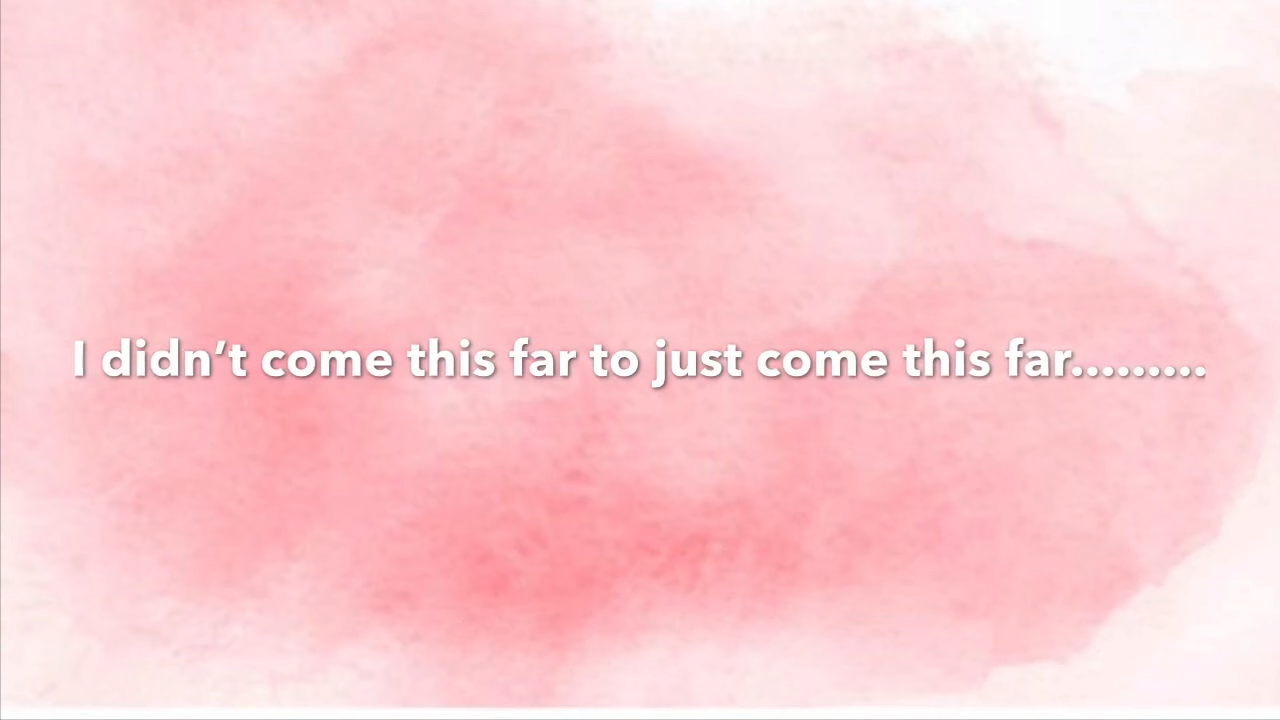 I didn’t come this far to just come this far.........